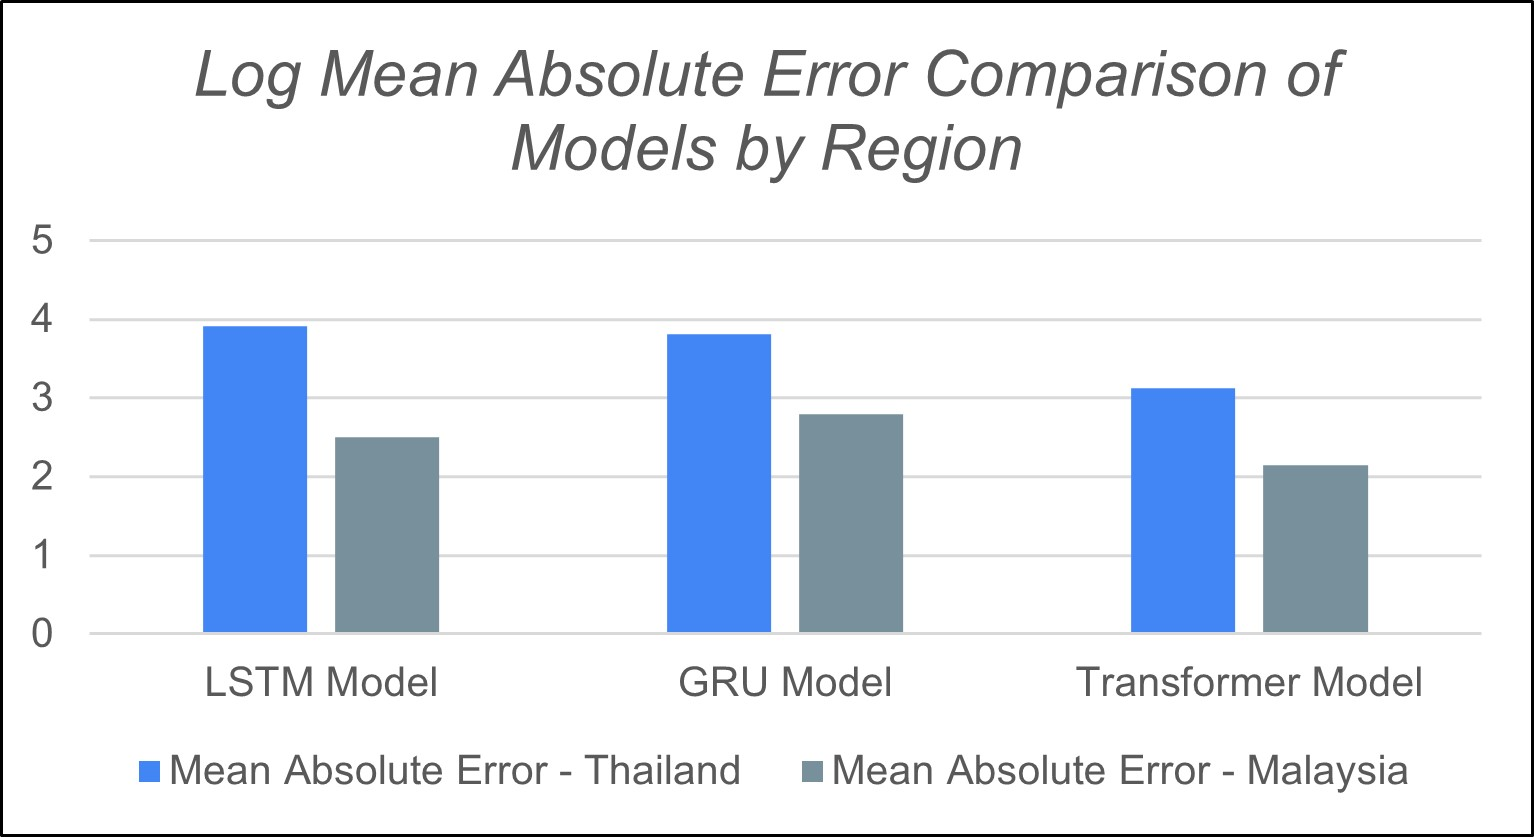 Log Mean Absolute Error Comparison of
Models by Region
5
4
3
2
1
0
LSTM Model
GRU Model
Transformer Model
Mean Absolute Error - Thailand
Mean Absolute Error - Malaysia